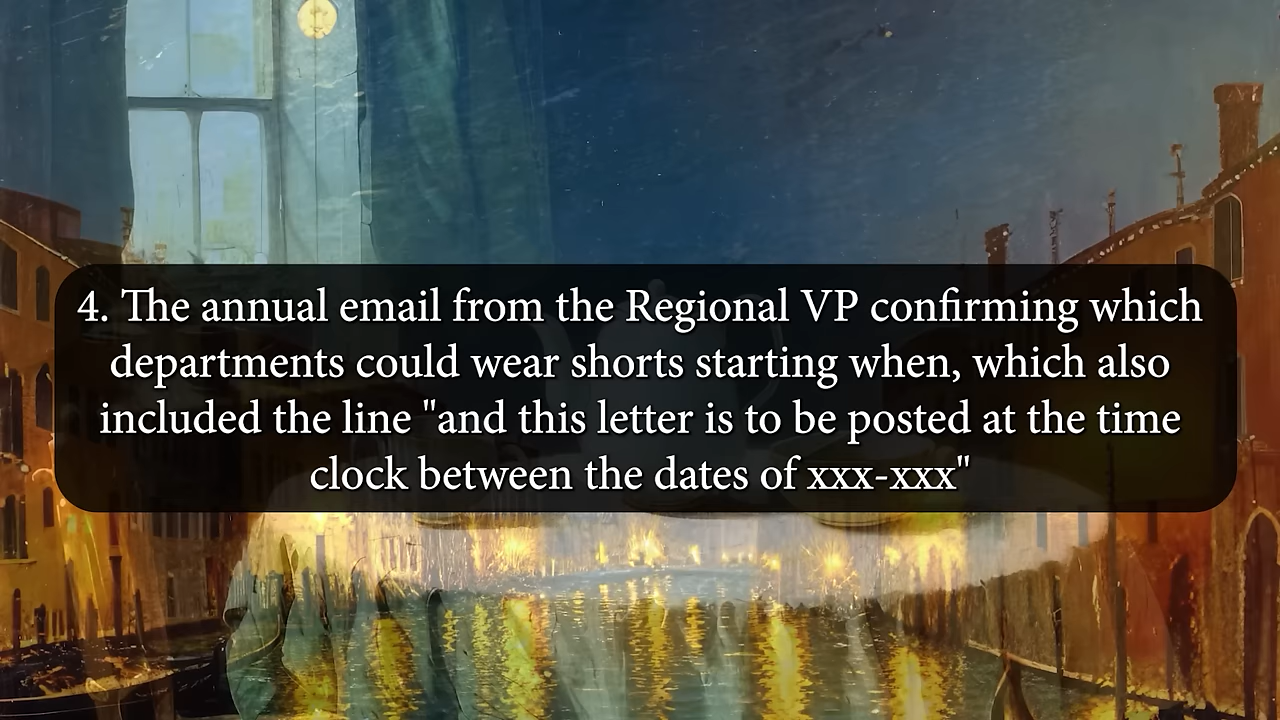 4. The annual email from the Regional VP confirming which
departments could wear shorts starting when, which also
included the line "and this letter is to be posted at the time
clock between the dates of xxx-xxx"